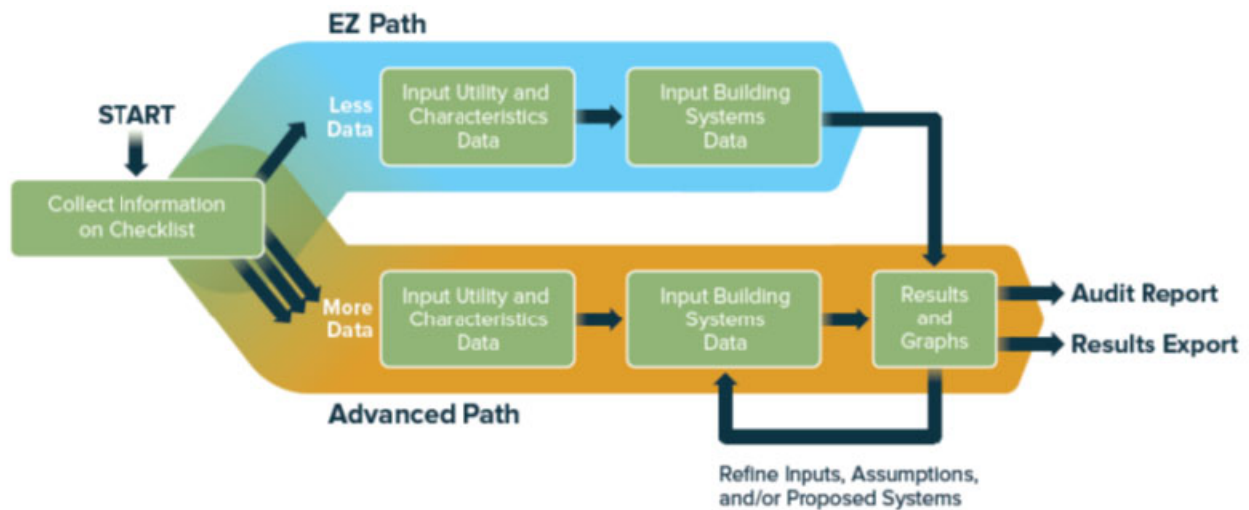 EZ Path
START
Less
Data
Input Utility and
Characteristics
Data
Input Building
Systems
Data
Collect Information
on Checklist
More
Data
Input Utility and
Characteristics
Data
Input Building
Systems
Data
Results
and
Graphs
Audit Report
Results Export
Advanced Path
Refine Inputs, Assumptions,
and/or Proposed Systems